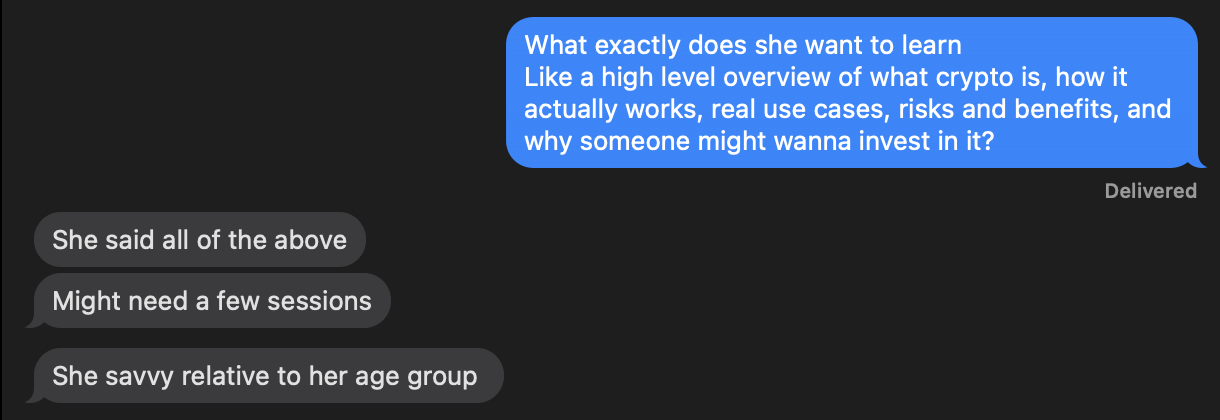 What exactly does she want to learn
Like a high level overview of what crypto is, how it
actually works, real use cases, risks and benefits, and
why someone might wanna invest in it?
Delivered
She said all of the above
Might need a few sessions
She savvy relative to her age group